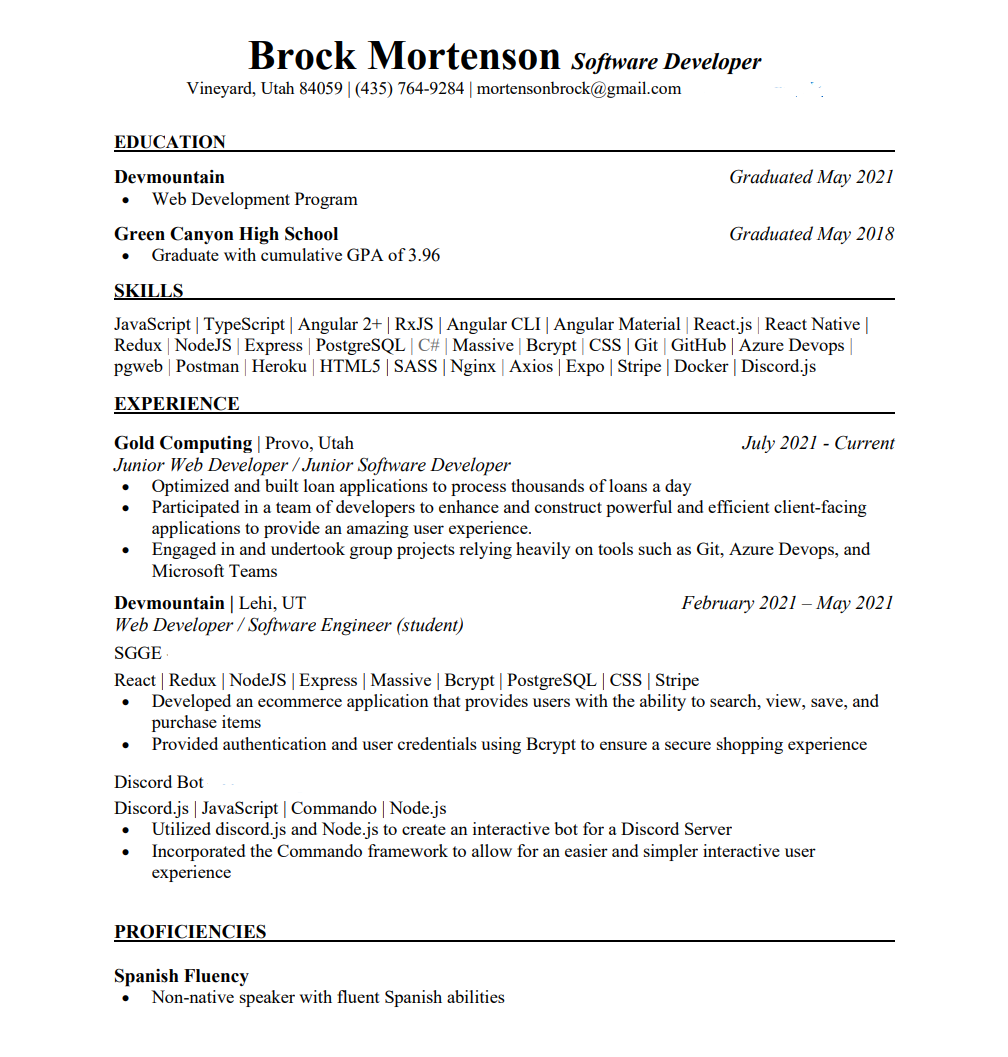 Brock Mortenson Software Developer
Vineyard, Utah 84059 | (435) 764-9284 | mortensonbrock@gmail.com
EDUCATION
Devmountain Graduated May 2021
• Web Development Program
Green Canyon High School Graduated May 2018
• Graduate with cumulative GPA of 3.96
SKILLS
JavaScript | TypeScript | Angular 2+ | RxJS | Angular CLI | Angular Material | React.js | React Native |
Redux | NodeJS | Express | PostgreSQL | C# | Massive | Bcrypt | CSS | Git | GitHub | Azure Devops |
pgweb | Postman | Heroku | HTML5 | SASS | Nginx | Axios | Expo | Stripe | Docker | Discord.js
EXPERIENCE
Gold Computing | Provo, Utah July 2021 - Current
Junior Web Developer / Junior Software Developer
• Optimized and built loan applications to process thousands of loans a day
• Participated in a team of developers to enhance and construct powerful and efficient client-facing
applications to provide an amazing user experience.
• Engaged in and undertook group projects relying heavily on tools such as Git, Azure Devops, and
Microsoft Teams
Devmountain | Lehi, UT February 2021 – May 2021
Web Developer / Software Engineer (student)
SGGE
React | Redux | NodeJS | Express | Massive | Bcrypt | PostgreSQL | CSS | Stripe
• Developed an ecommerce application that provides users with the ability to search, view, save, and
purchase items
• Provided authentication and user credentials using Bcrypt to ensure a secure shopping experience
Discord Bot
Discord.js | JavaScript | Commando | Node.js
• Utilized discord.js and Node.js to create an interactive bot for a Discord Server
• Incorporated the Commando framework to allow for an easier and simpler interactive user
experience
PROFICIENCIES
Spanish Fluency
• Non-native speaker with fluent Spanish abilities